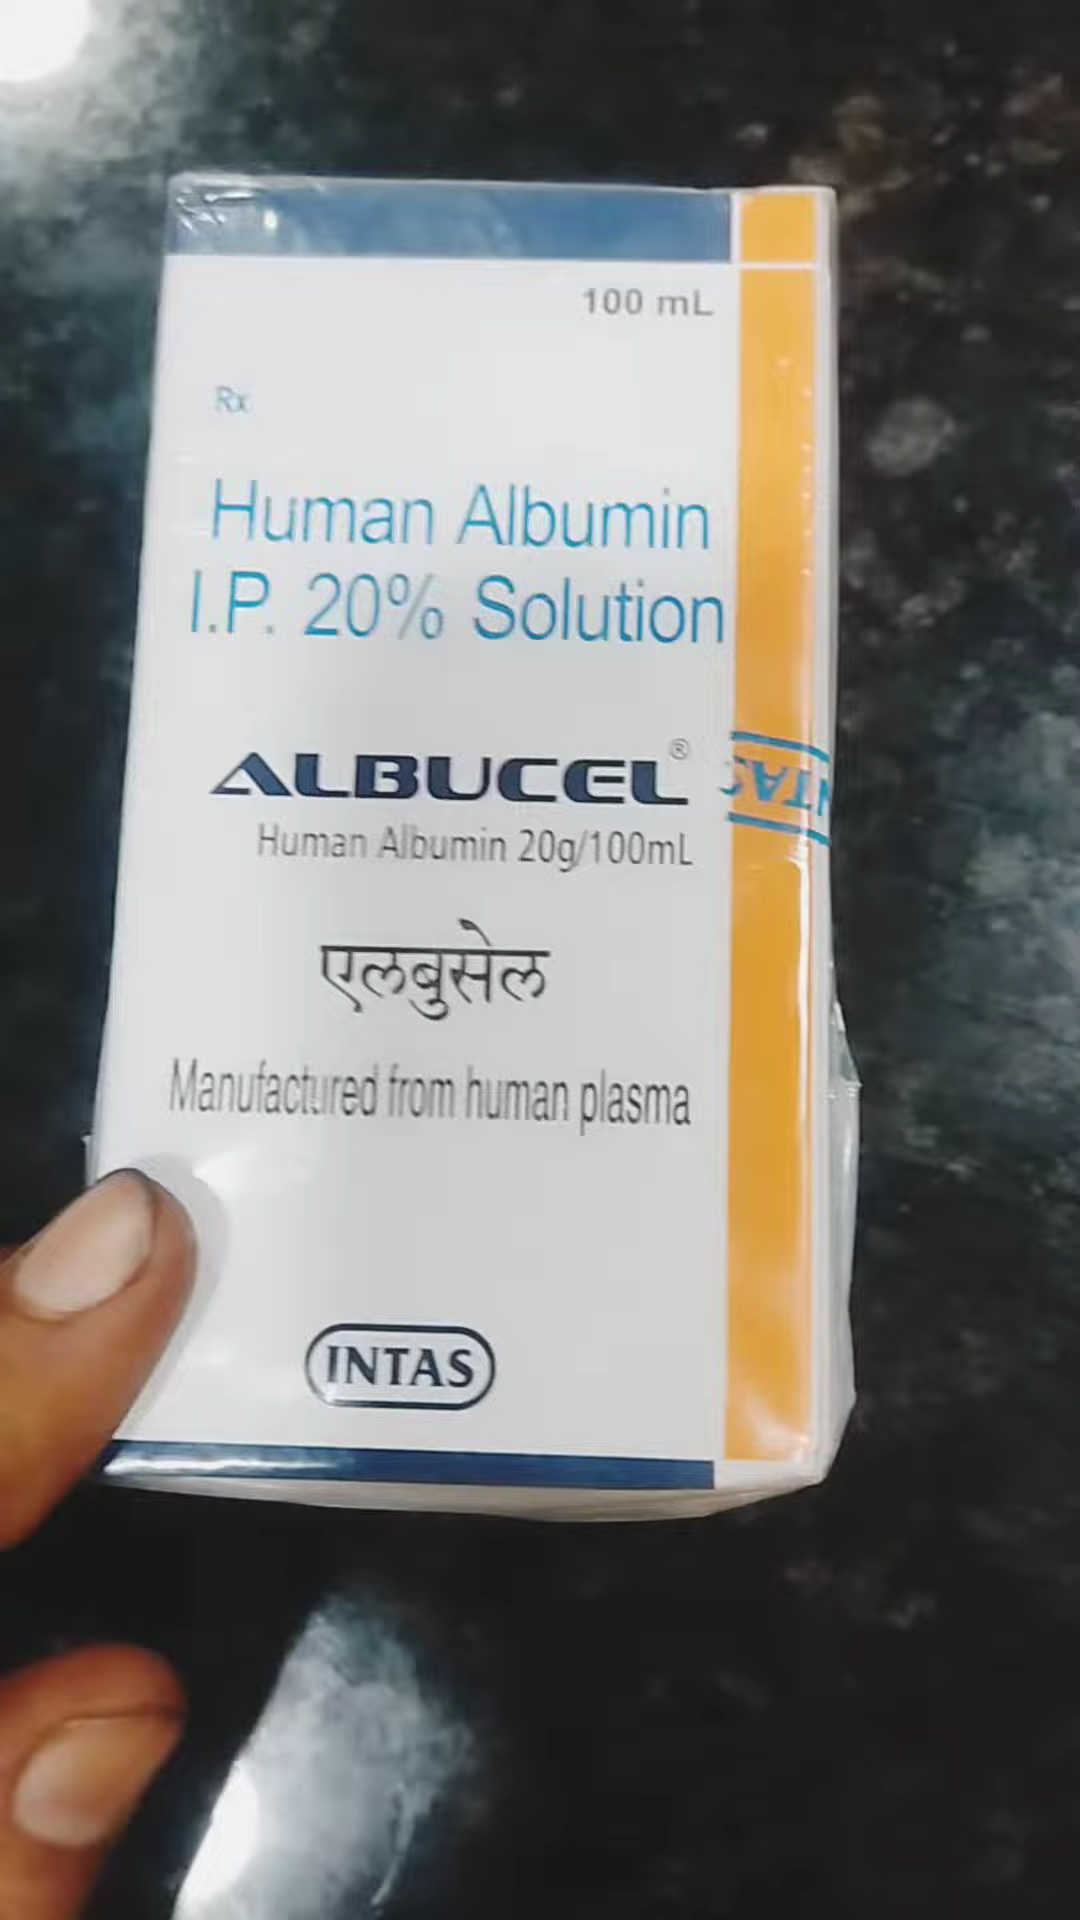 100 mL
Rx
Human Albumin
I.P. 20% Solution
ALBUCEL®
Human Albumin 20g/100mL
एलबुसेल
Manufactured from human plasma
INTAS